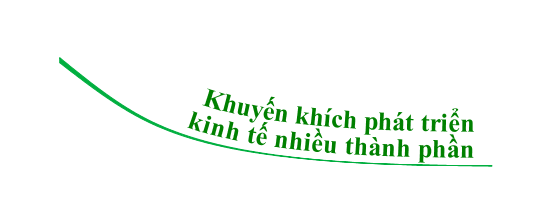 Khuyến khích phát triển
kinh tế nhiều thành phần